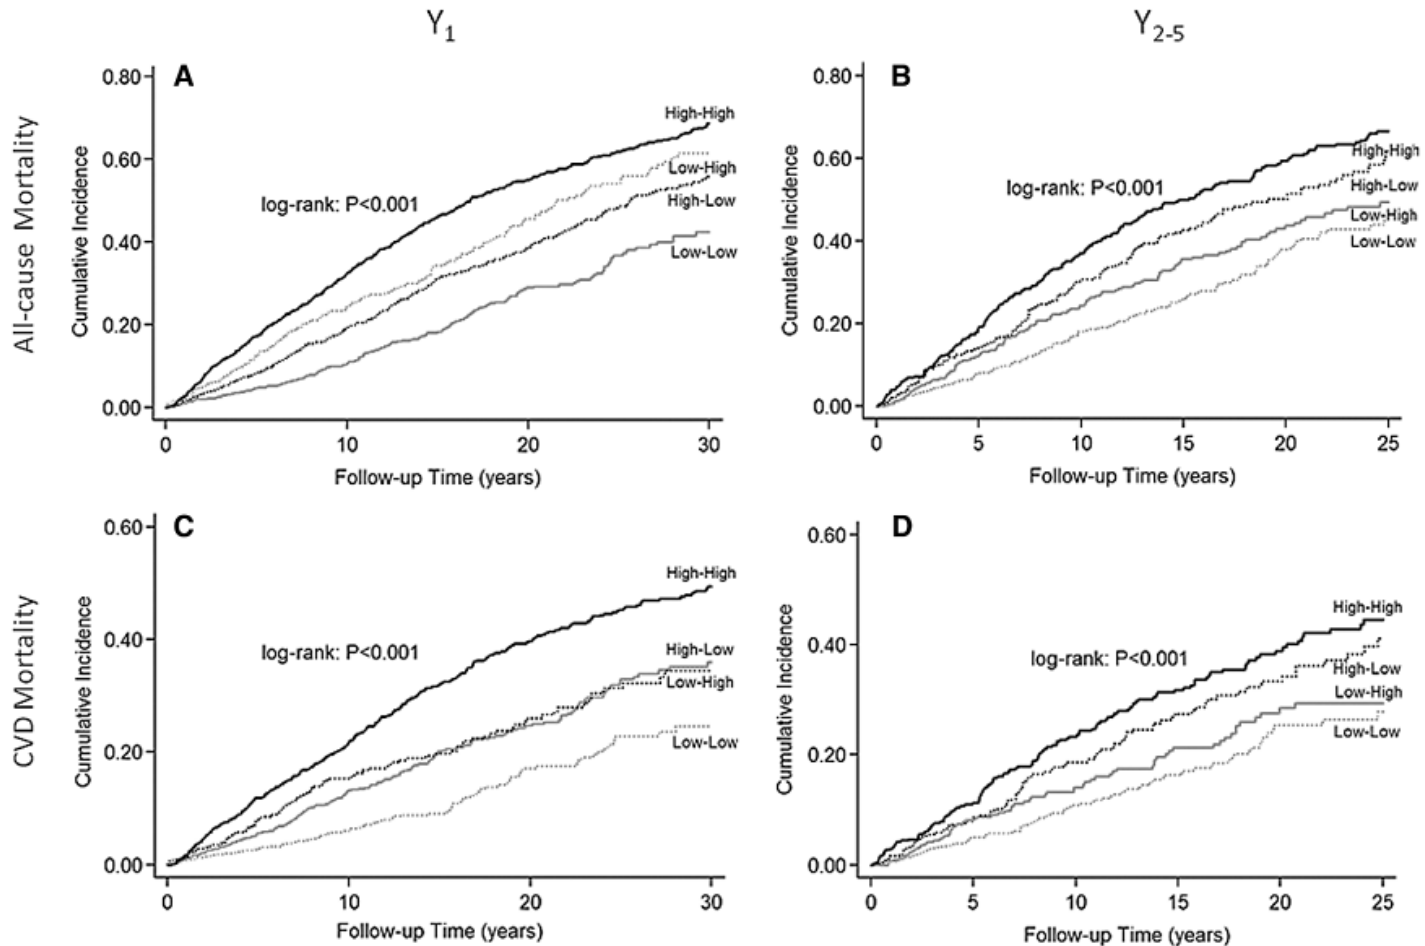 Y1
Y2-5
All-cause Mortality
A
Cumulative Incidence
0.80
0.60
0.40
0.20
0.00
log-rank: P<0.001
High-High
Low-High
High-Low
Low-Low
0 10 20 30
Follow-up Time (years)
B
Cumulative Incidence
0.80
0.60
0.40
0.20
0.00
log-rank: P<0.001
High-High
High-Low
Low-High
Low-Low
0 5 10 15 20 25
Follow-up Time (years)
CVD Mortality
C
Cumulative Incidence
0.60
0.40
0.20
0.00
log-rank: P<0.001
High-High
High-Low
Low-High
Low-Low
0 10 20 30
Follow-up Time (years)
D
Cumulative Incidence
0.60
0.40
0.20
0.00
log-rank: P<0.001
High-High
High-Low
Low-High
Low-Low
0 5 10 15 20 25
Follow-up Time (years)